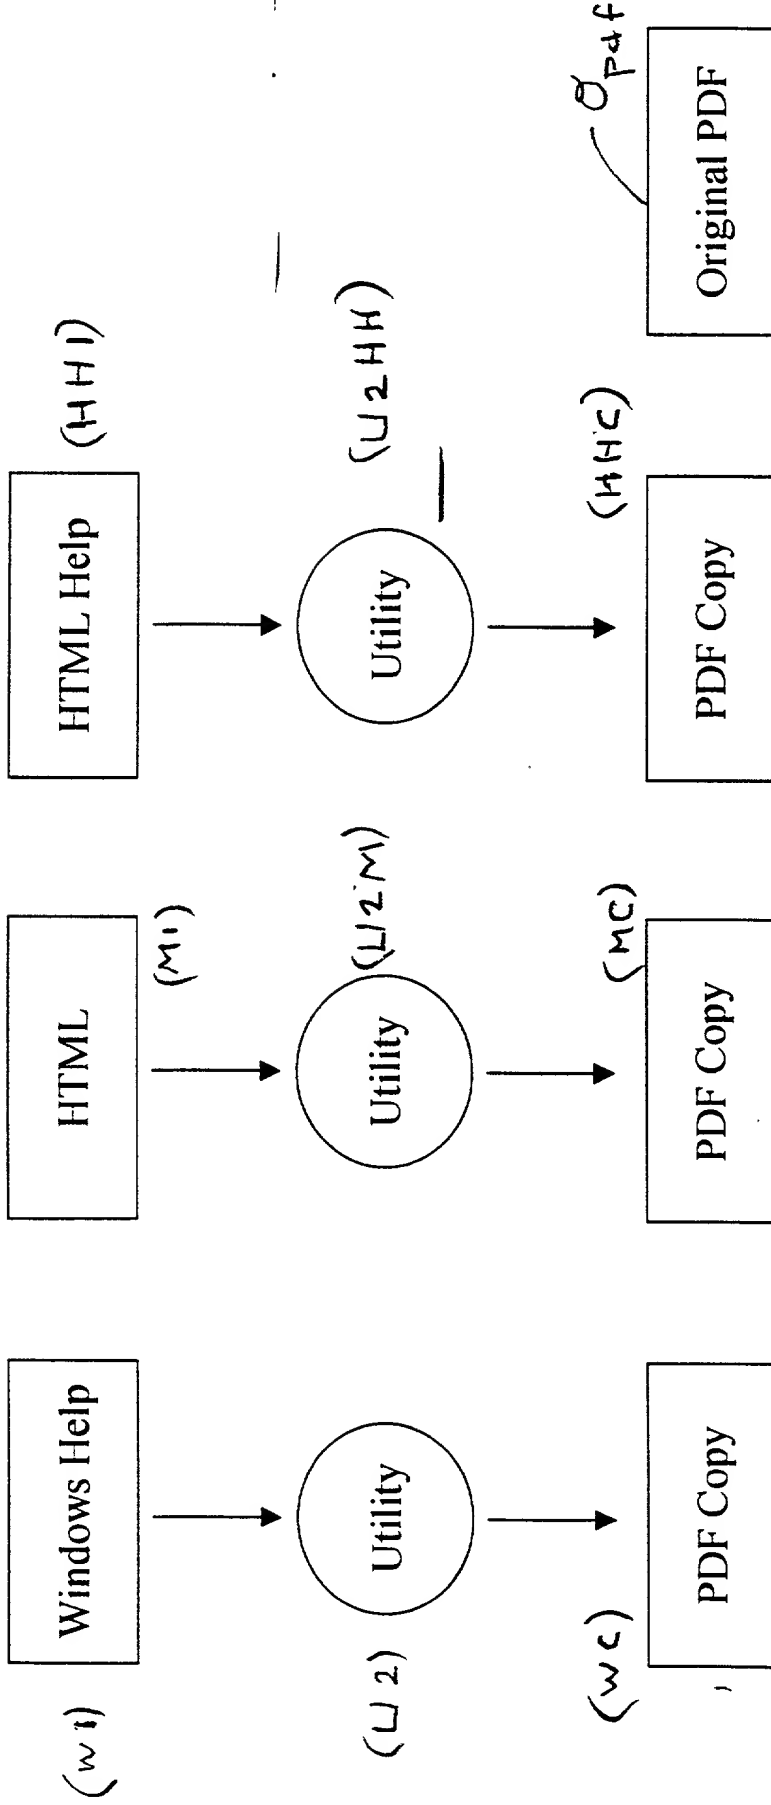 (W1)
Windows Help
HTML
(M1)
HTML Help
(HH1)
(U2)
Utility
Utility
(U2M)
Utility
(U2HH)
(WC)
PDF Copy
(MC)
PDF Copy
(HHC)
PDF Copy
Opdf
Original PDF